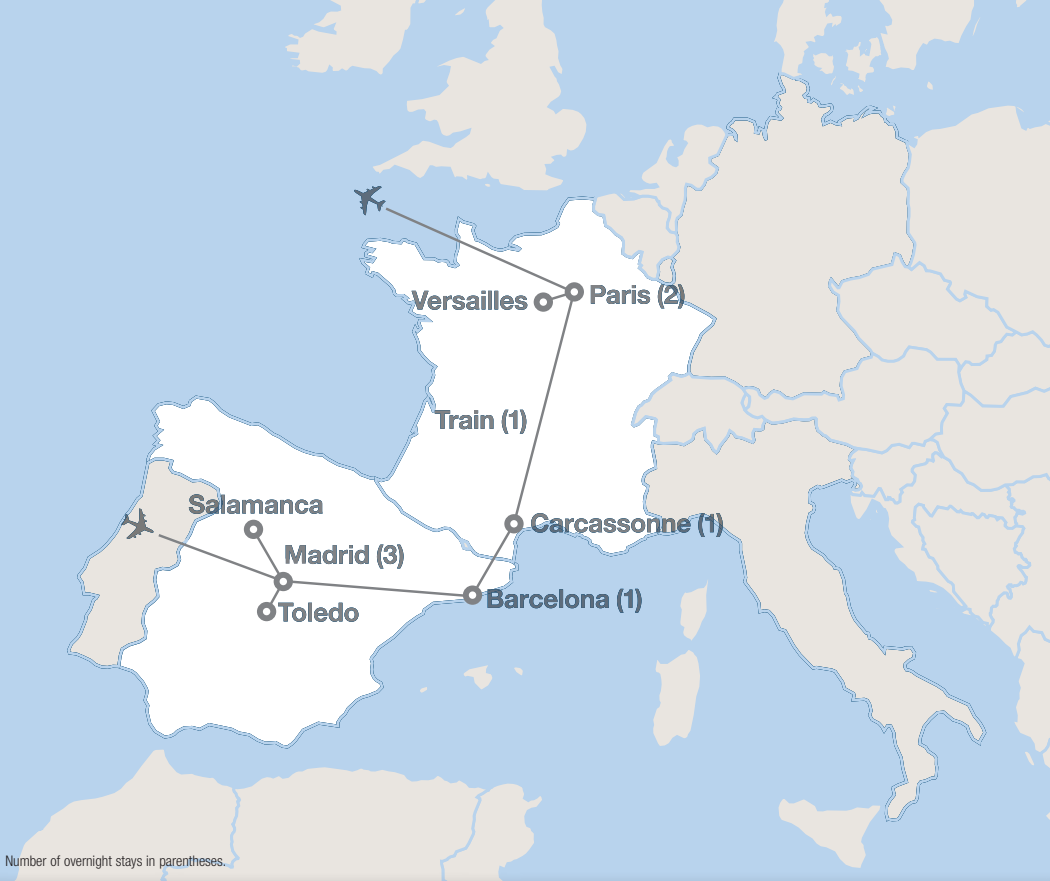 Versailles
Paris (2)
Train (1)
Salamanca
Carcassonne (1)
Madrid (3)
Barcelona (1)
Toledo
Number of overnight stays in parentheses.